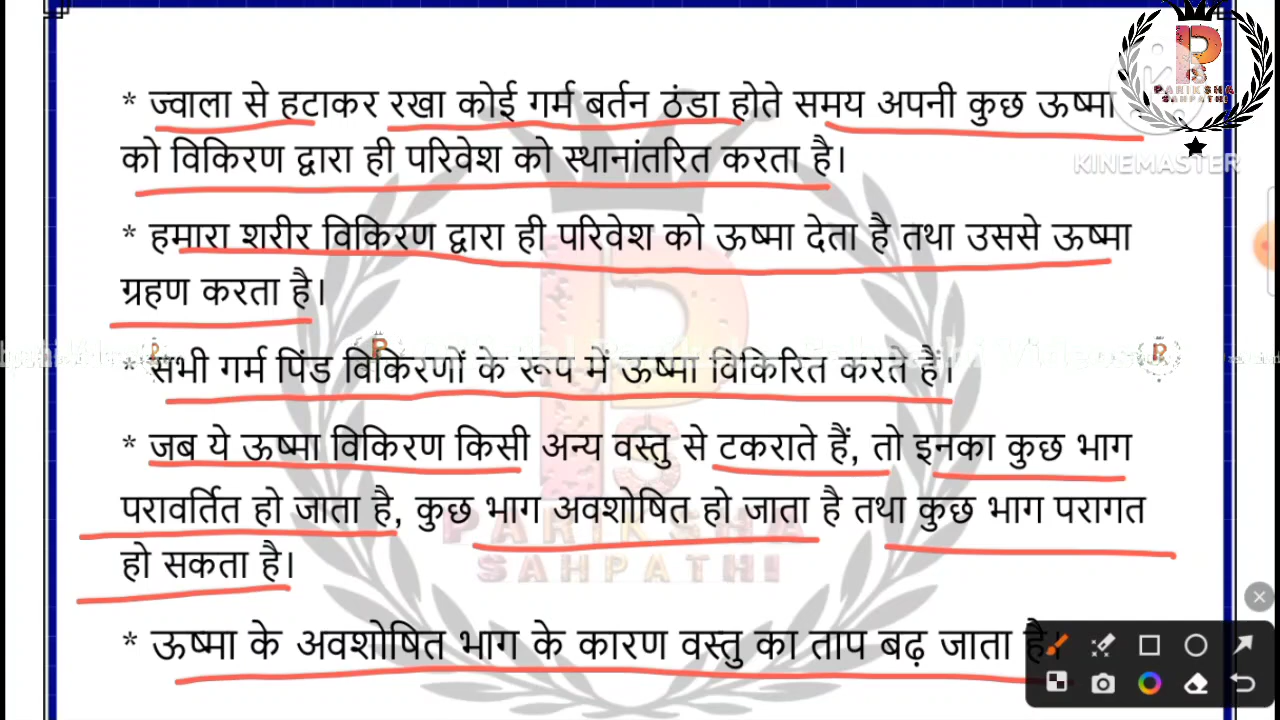 * ज्वाला से हटाकर रखा कोई गर्म बर्तन ठंडा होते समय अपनी कुछ ऊष्मा
को विकिरण द्वारा ही परिवेश को स्थानांतरित करता है।
* हमारा शरीर विकिरण द्वारा ही परिवेश को ऊष्मा देता है तथा उससे ऊष्मा
ग्रहण करता है।
* सभी गर्म पिंड विकिरणों के रूप में ऊष्मा विकिरित करते हैं।
* जब ये ऊष्मा विकिरण किसी अन्य वस्तु से टकराते हैं, तो इनका कुछ भाग
परावर्तित हो जाता है, कुछ भाग अवशोषित हो जाता है तथा कुछ भाग परागत
हो सकता है।
* ऊष्मा के अवशोषित भाग के कारण वस्तु का ताप बढ़ जाता है।
PARIKSHA
SAHPATHI
KINEMASTER
PARIKSHA
SAHPATHI